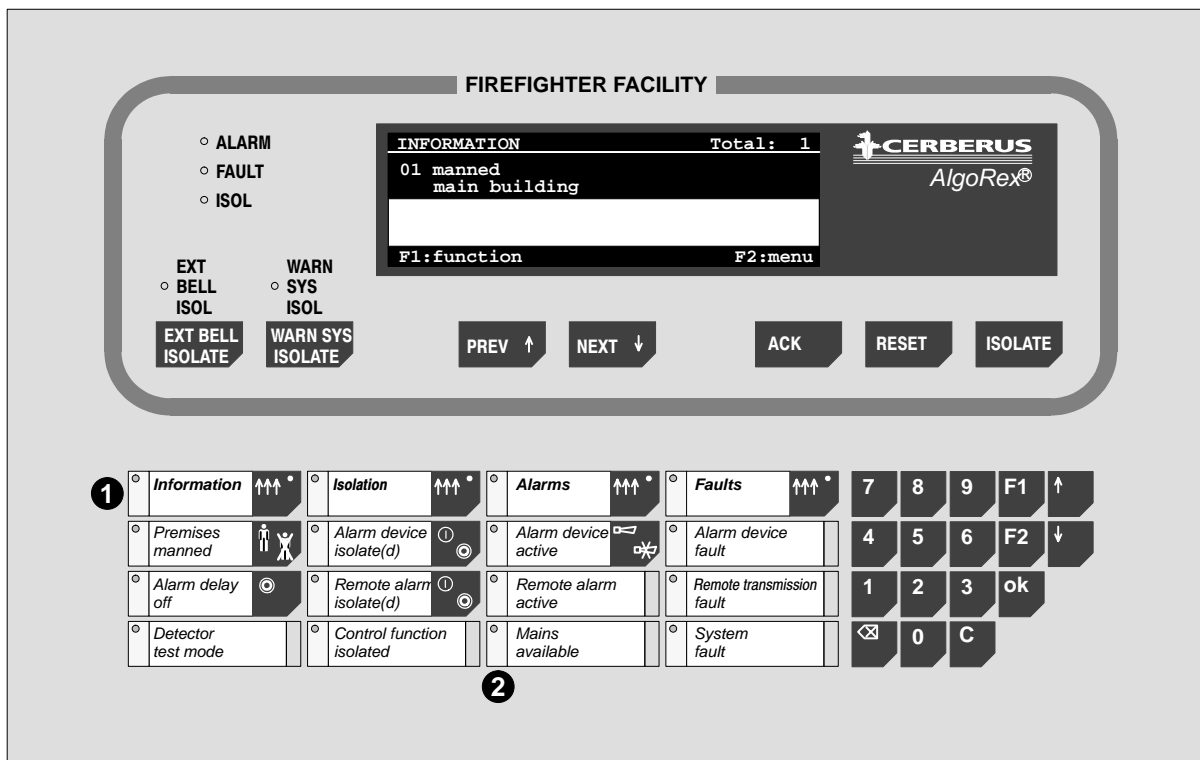 FIREFIGHTER FACILITY
ALARM
FAULT
ISOL
INFORMATION Total: 1
01 manned
main building
F1:function F2:menu
CERBERUS
AlgoRex®
EXT
BELL
ISOL
WARN
SYS
ISOL
EXT BELL
ISOLATE
WARN SYS
ISOLATE
PREV ↑
NEXT ↓
ACK
RESET
ISOLATE
1
Information
Isolation
Alarms
Faults
7 8 9 F1 ↑
Premises
manned
Alarm device
isolate(d)
Alarm device
active
Alarm device
fault
4 5 6 F2 ↓
Alarm delay
off
Remote alarm
isolate(d)
Remote alarm
active
Remote transmission
fault
1 2 3 ok
Detector
test mode
Control function
isolated
Mains
available
System
fault
0 C
2